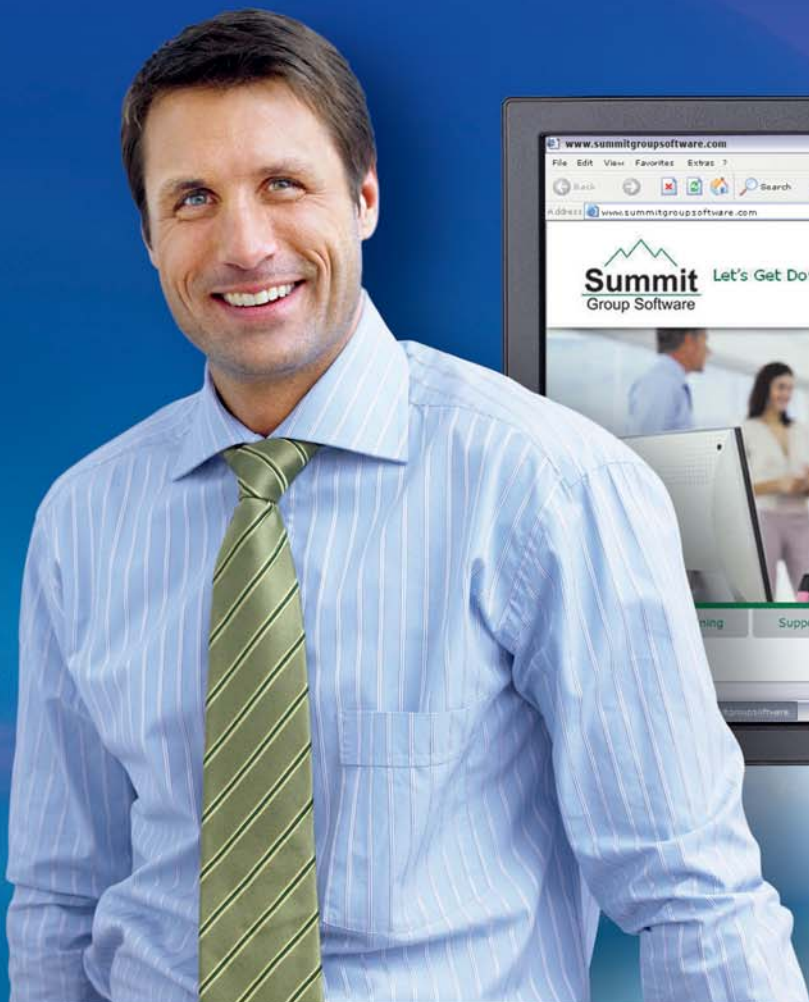 www.summitgroupsoftware.com
File Edit View Favorites Extras ?
Back Search
Address www.summitgroupsoftware.com
Summit
Group Software
Let's Get Do
ning
Suppo